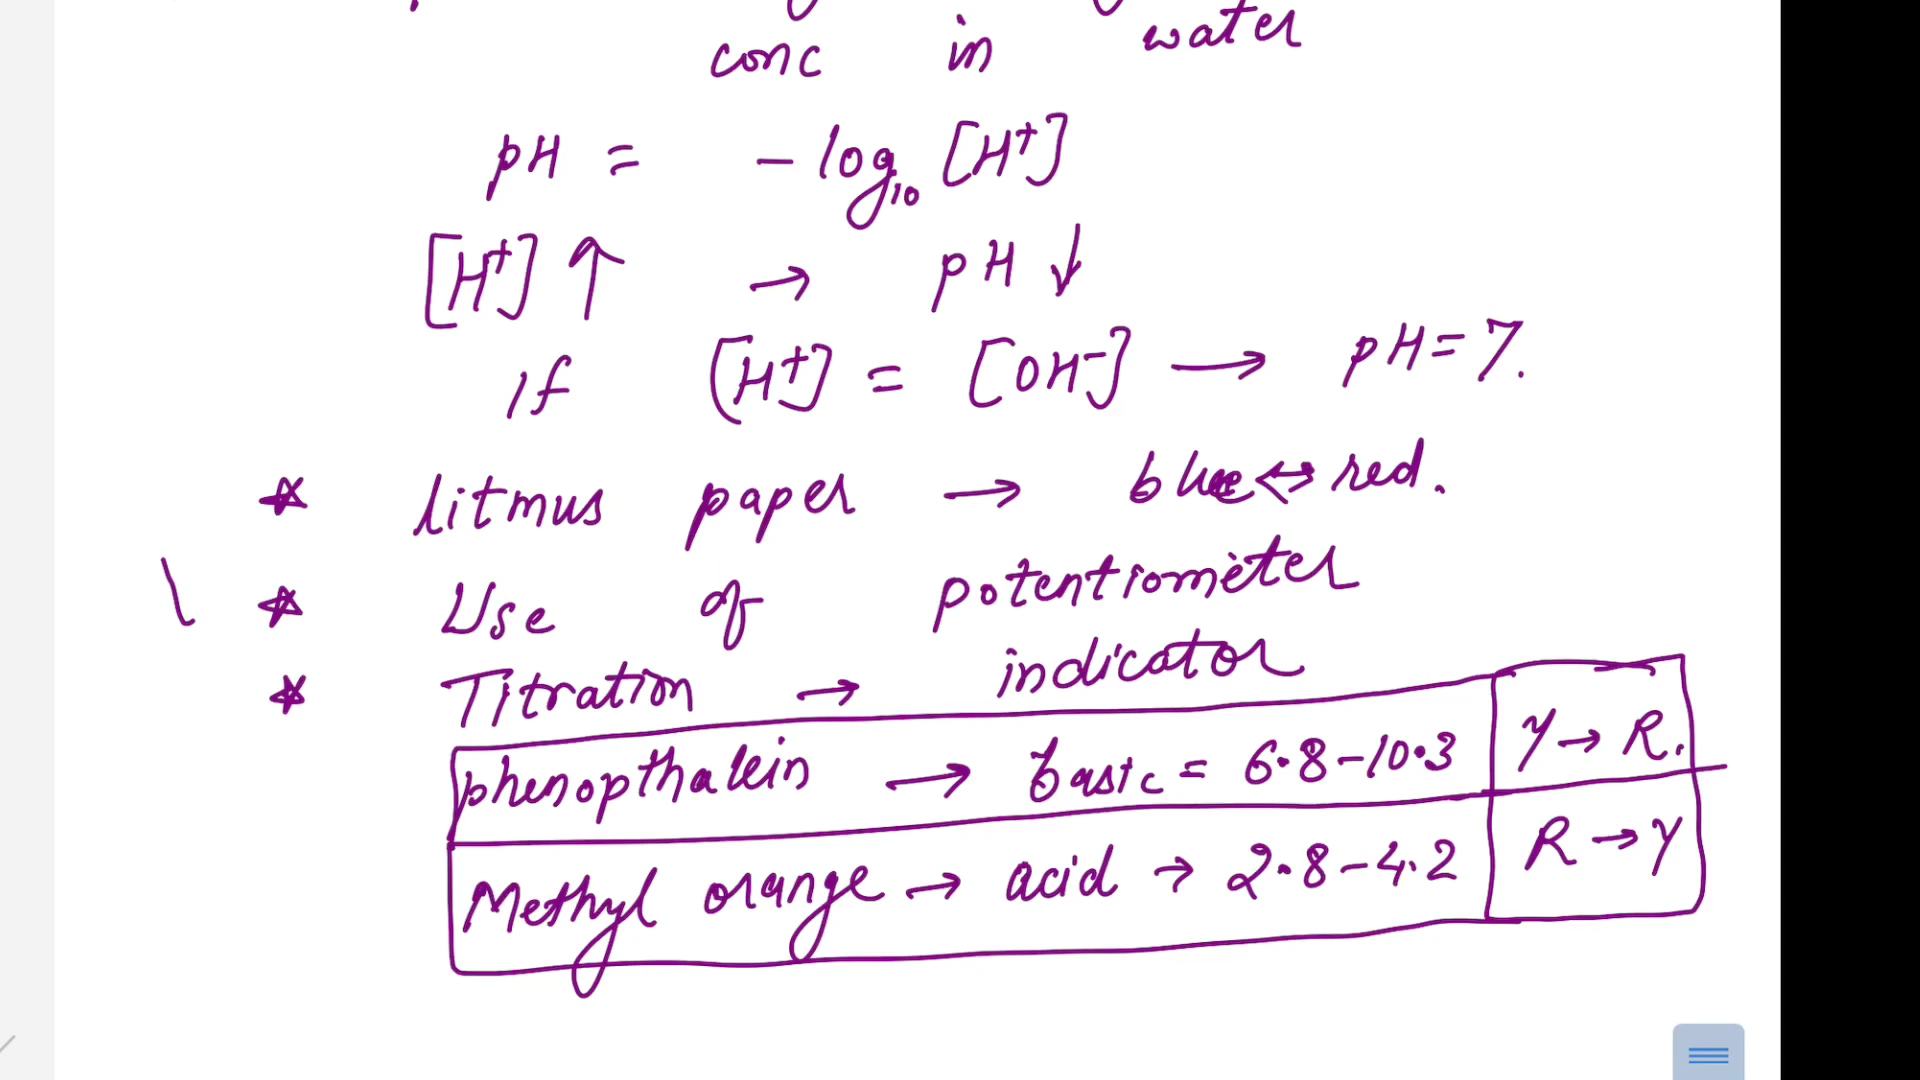 conc in water
pH = - log₁₀ [H⁺]
[H⁺] ↑ → pH ↓
if [H⁺] = [OH⁻] → pH = 7.
* litmus paper → blue ↔ red.
* Use of potentiometer
* Titration → indicator
phenopthalein → basic = 6.8-10.3 Y → R.
Methyl orange → acid → 2.8-4.2 R → Y